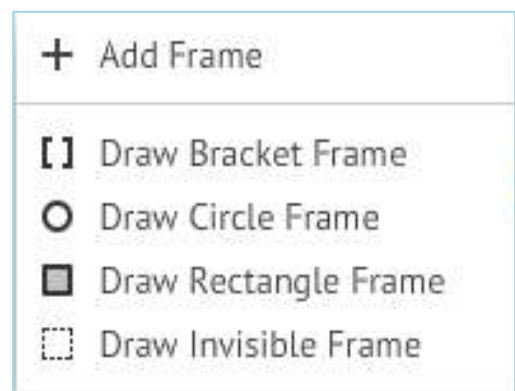 Add Frame
Draw Bracket Frame
Draw Circle Frame
Draw Rectangle Frame
Draw Invisible Frame